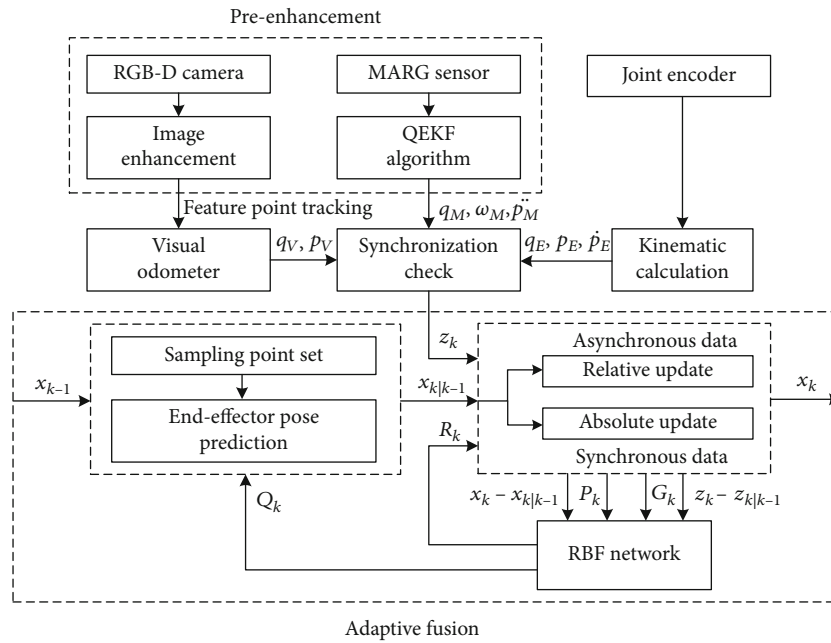 Pre-enhancement
RGB-D camera
MARG sensor
Joint encoder
Image
enhancement
QEKF
algorithm
Feature point tracking
q_M, ω_M, p̈_M
Visual
odometer
q_V, p_V
Synchronization
check
q_E, p_E, ṗ_E
Kinematic
calculation
z_k
x_{k–1}
Sampling point set
End-effector pose
prediction
x_{k|k–1}
Asynchronous data
Relative update
Absolute update
Synchronous data
x_k
R_k
Q_k
x_k – x_{k|k–1}
P_k
G_k
z_k – z_{k|k–1}
RBF network
Adaptive fusion